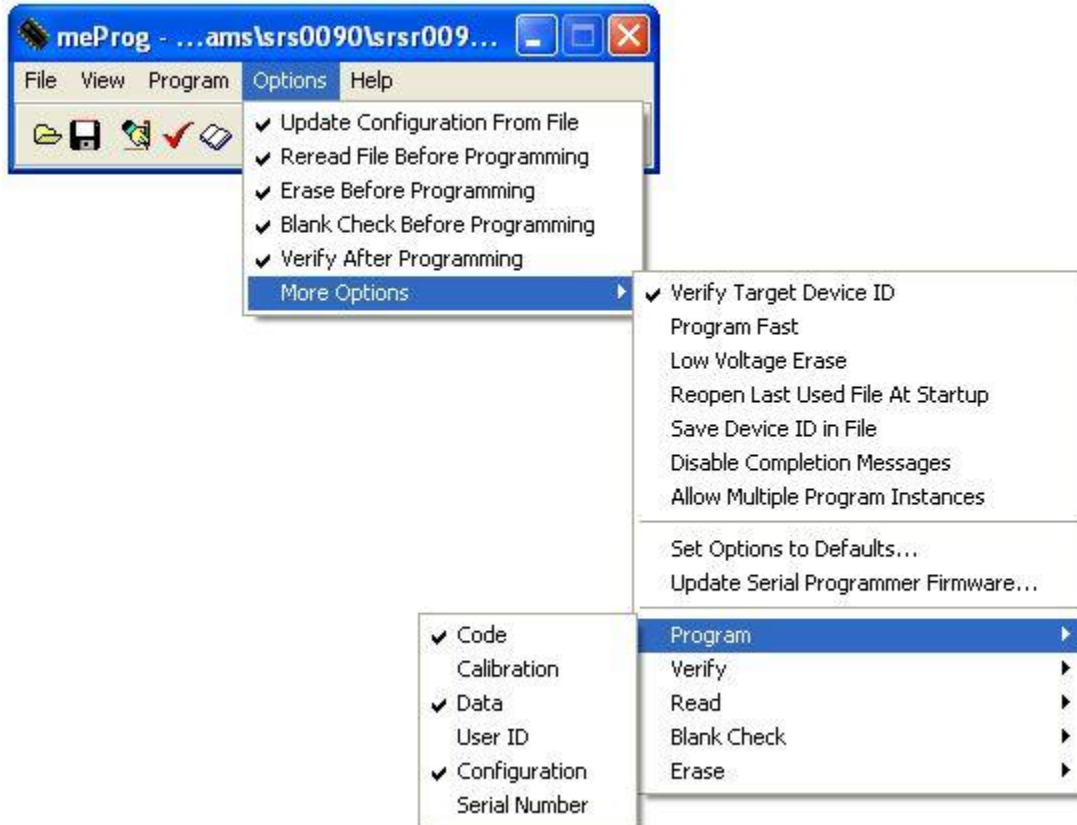 meProg - ...ams\srs0090\srsr009...
File View Program Options Help
Update Configuration From File
Reread File Before Programming
Erase Before Programming
Blank Check Before Programming
Verify After Programming
More Options
Verify Target Device ID
Program Fast
Low Voltage Erase
Reopen Last Used File At Startup
Save Device ID in File
Disable Completion Messages
Allow Multiple Program Instances
Set Options to Defaults...
Update Serial Programmer Firmware...
Program
Verify
Read
Blank Check
Erase
Code
Calibration
Data
User ID
Configuration
Serial Number